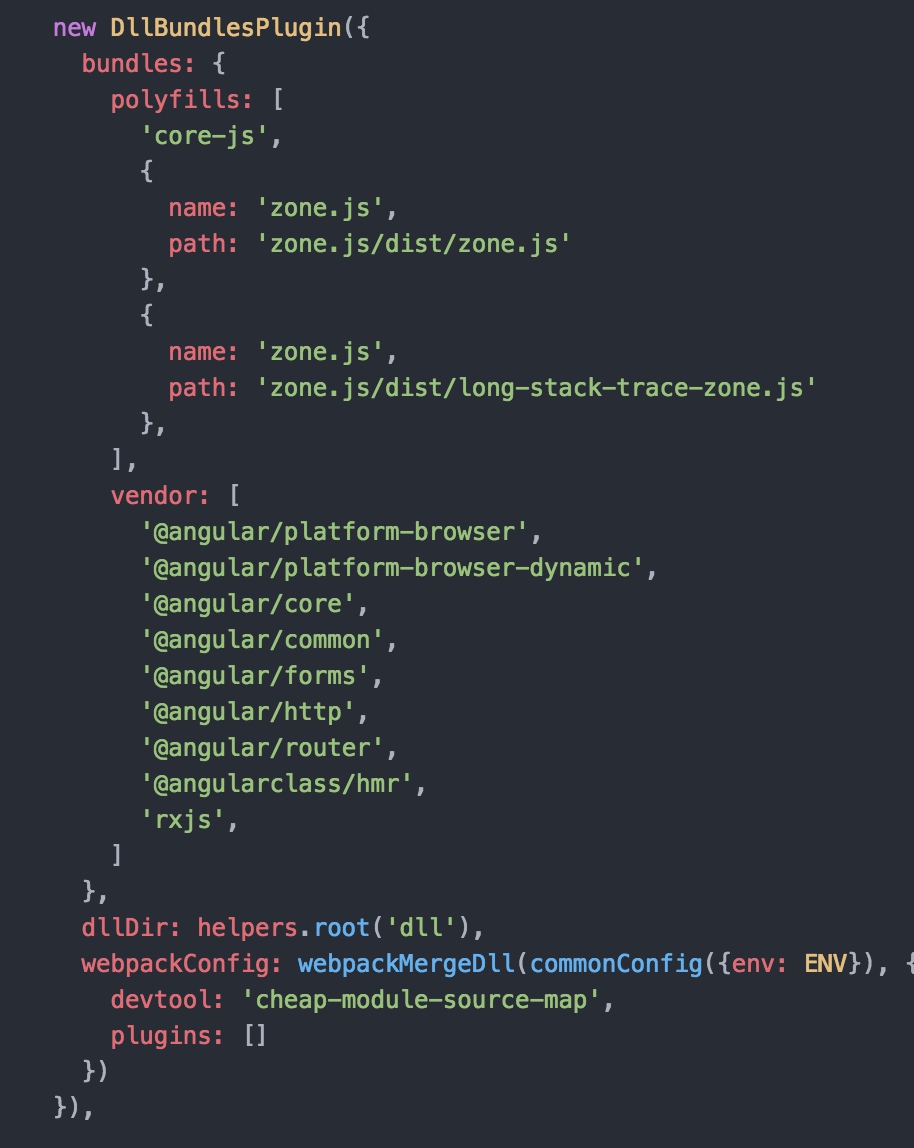 new DllBundlesPlugin({
  bundles: {
    polyfills: [
      'core-js',
      {
        name: 'zone.js',
        path: 'zone.js/dist/zone.js'
      },
      {
        name: 'zone.js',
        path: 'zone.js/dist/long-stack-trace-zone.js'
      },
    ],
    vendor: [
      '@angular/platform-browser',
      '@angular/platform-browser-dynamic',
      '@angular/core',
      '@angular/common',
      '@angular/forms',
      '@angular/http',
      '@angular/router',
      '@angularclass/hmr',
      'rxjs',
    ]
  },
  dllDir: helpers.root('dll'),
  webpackConfig: webpackMergeDll(commonConfig({env: ENV}), {
    devtool: 'cheap-module-source-map',
    plugins: []
  })
}),